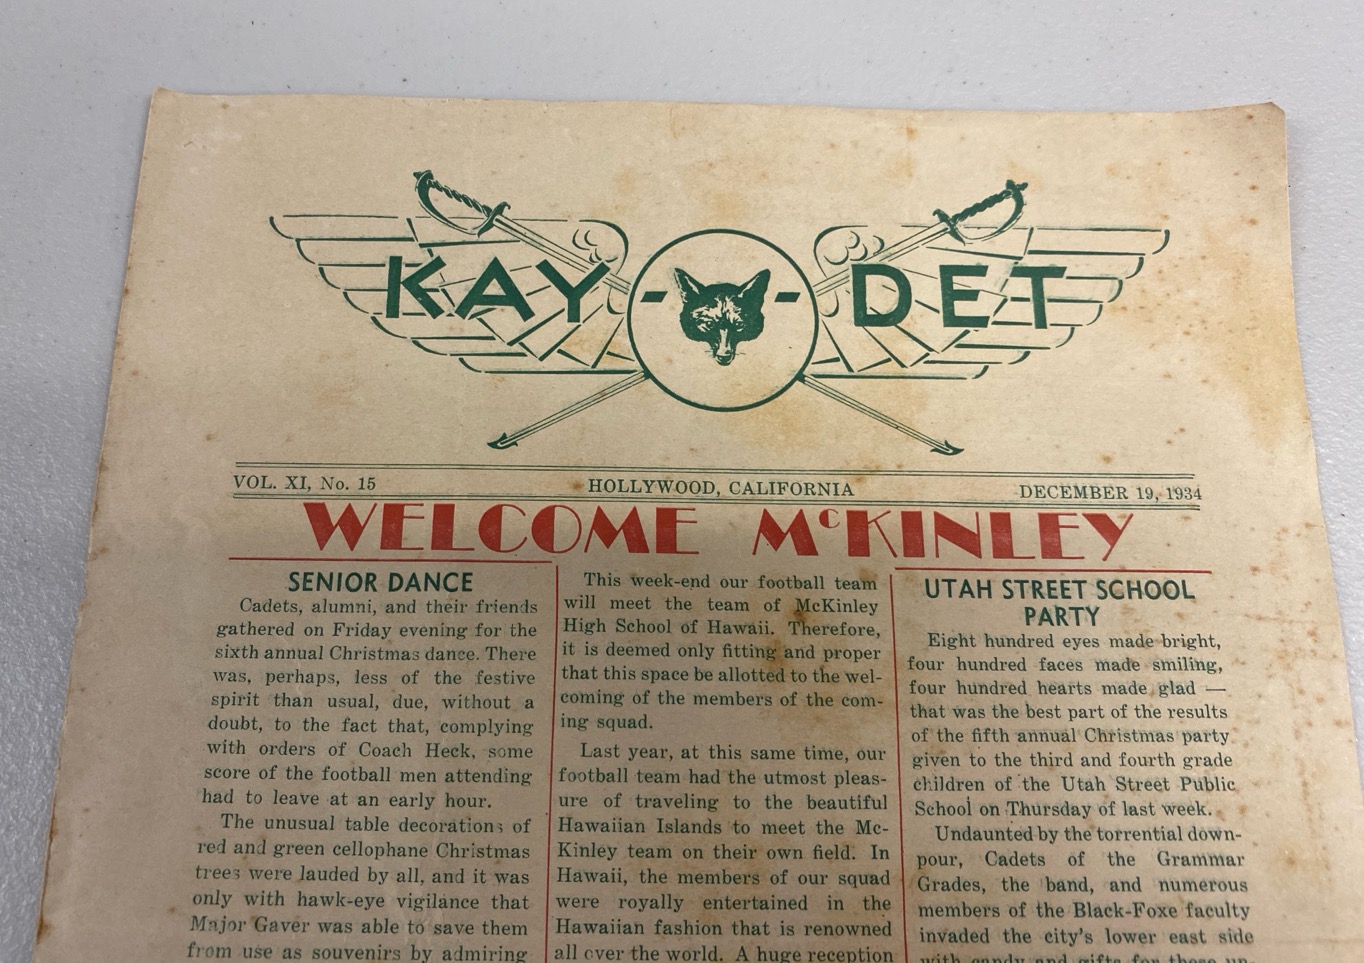 KAY - DET
VOL. XI, No. 15
HOLLYWOOD, CALIFORNIA
DECEMBER 19, 1934
WELCOME McKINLEY
SENIOR DANCE
Cadets, alumni, and their friends
gathered on Friday evening for the
sixth annual Christmas dance. There
was, perhaps, less of the festive
spirit than usual, due, without a
doubt, to the fact that, complying
with orders of Coach Heck, some
score of the football men attending
had to leave at an early hour.
The unusual table decorations of
red and green cellophane Christmas
trees were lauded by all, and it was
only with hawk-eye vigilance that
Major Gaver was able to save them
from use as souvenirs by admiring
This week-end our football team
will meet the team of McKinley
High School of Hawaii. Therefore,
it is deemed only fitting and proper
that this space be allotted to the wel-
coming of the members of the com-
ing squad.
Last year, at this same time, our
football team had the utmost pleas-
ure of traveling to the beautiful
Hawaiian Islands to meet the Mc-
Kinley team on their own field. In
Hawaii, the members of our squad
were royally entertained in the
Hawaiian fashion that is renowned
all over the world. A huge reception
UTAH STREET SCHOOL
PARTY
Eight hundred eyes made bright,
four hundred faces made smiling,
four hundred hearts made glad —
that was the best part of the results
of the fifth annual Christmas party
given to the third and fourth grade
children of the Utah Street Public
School on Thursday of last week.
Undaunted by the torrential down-
pour, Cadets of the Grammar
Grades, the band, and numerous
members of the Black-Foxe faculty
invaded the city's lower east side
with candy and gifts for these un-